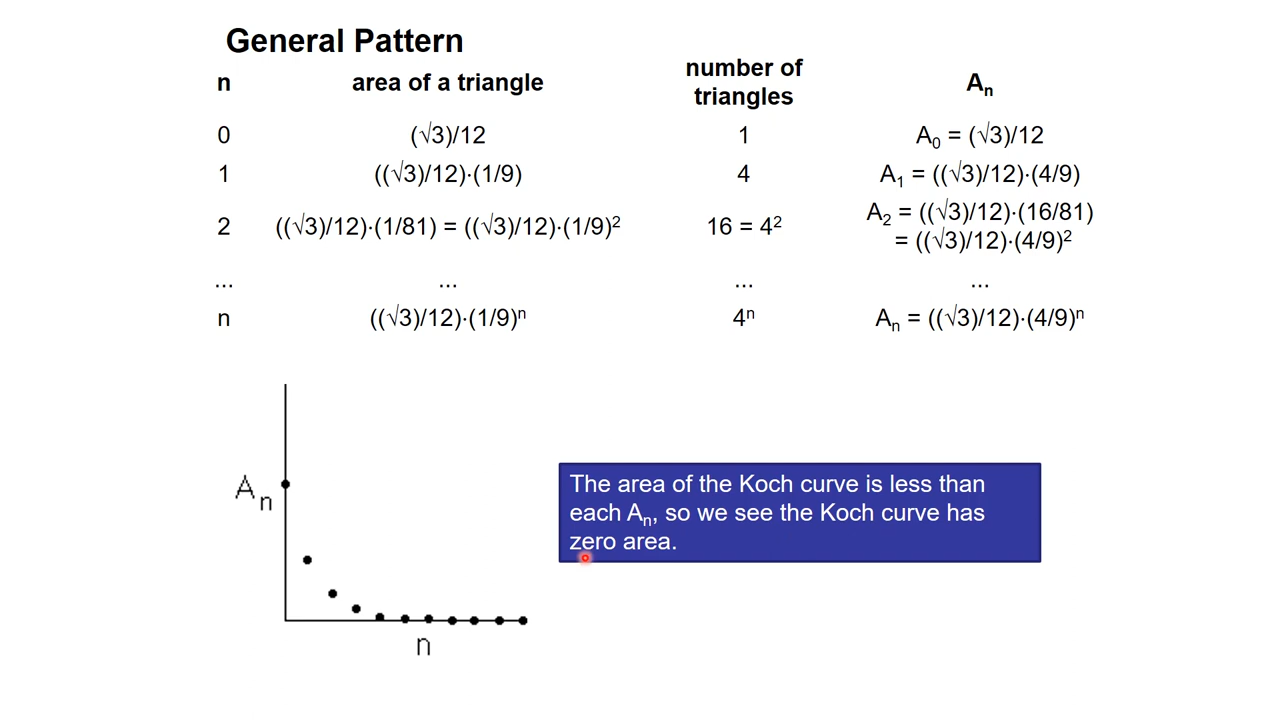 General Pattern
n area of a triangle number of triangles Aₙ
0 (√3)/12 1 A₀ = (√3)/12
1 ((√3)/12)·(1/9) 4 A₁ = ((√3)/12)·(4/9)
2 ((√3)/12)·(1/81) = ((√3)/12)·(1/9)² 16 = 4² A₂ = ((√3)/12)·(16/81)
= ((√3)/12)·(4/9)²
... ... ... ...
n ((√3)/12)·(1/9)ⁿ 4ⁿ Aₙ = ((√3)/12)·(4/9)ⁿ
Aₙ
n
The area of the Koch curve is less than
each Aₙ, so we see the Koch curve has
zero area.